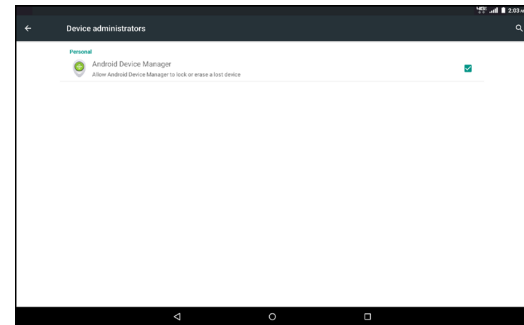 2:03
Device administrators
Personal
Android Device Manager
Allow Android Device Manager to lock or erase a lost device